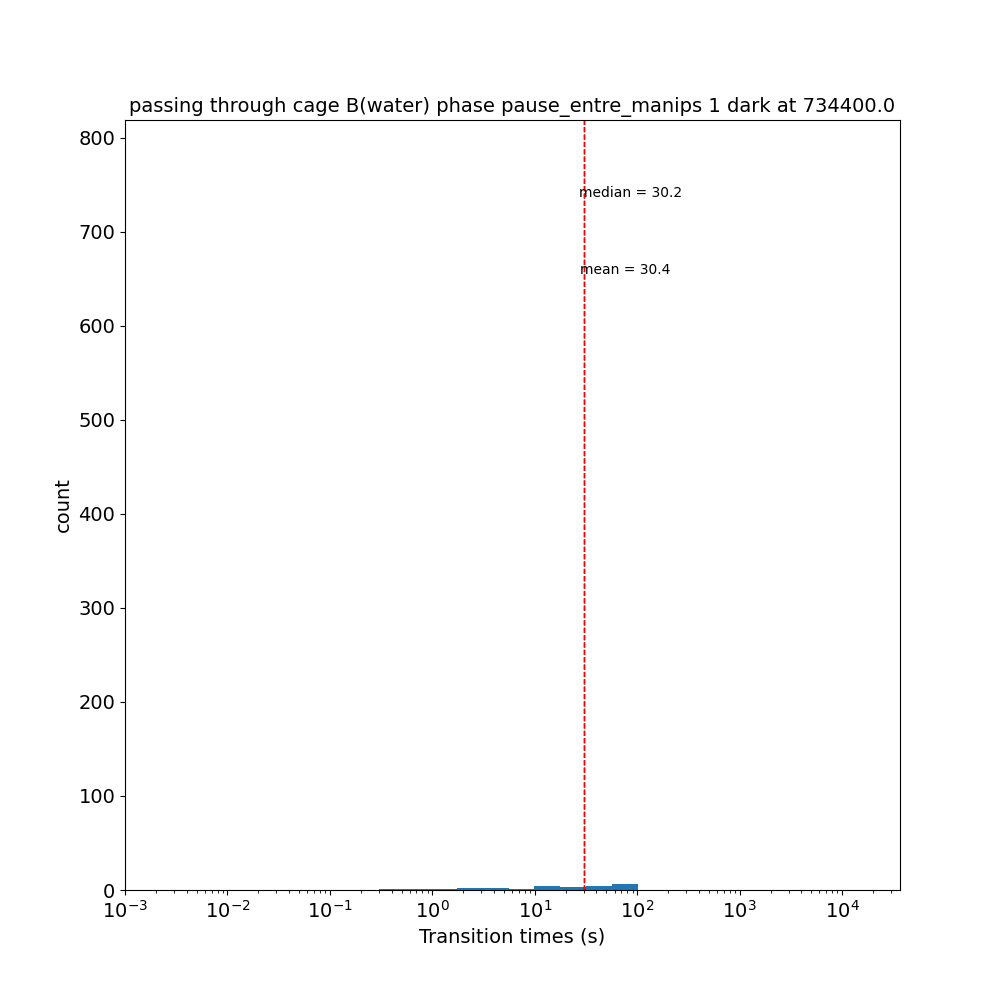 passing through cage B(water) phase pause_entre_manips 1 dark at 734400.0
800
median = 30.2
700
mean = 30.4
600
500
count
400
300
200
100
0
10⁻³ 10⁻² 10⁻¹ 10⁰ 10¹ 10² 10³ 10⁴
Transition times (s)